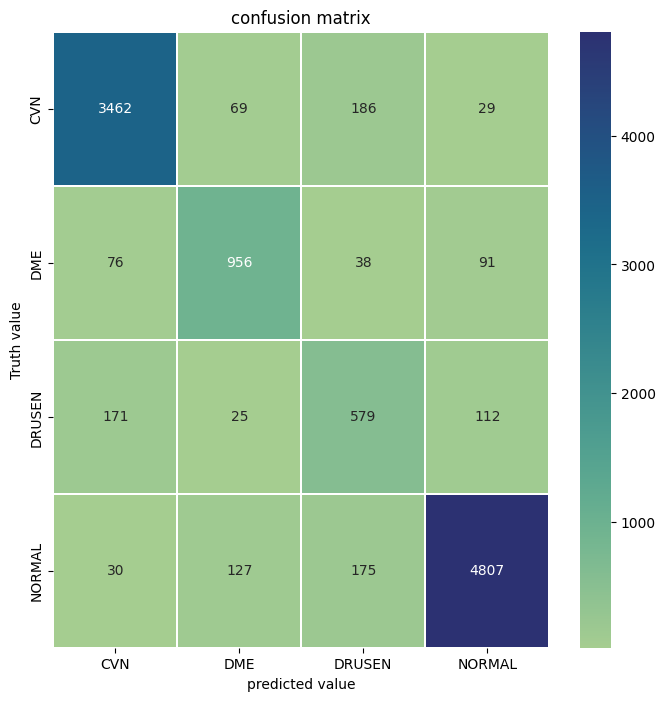 confusion matrix
CVN 3462 69 186 29
DME 76 956 38 91
DRUSEN 171 25 579 112
NORMAL 30 127 175 4807
CVN DME DRUSEN NORMAL
predicted value
Truth value
4000
3000
2000
1000